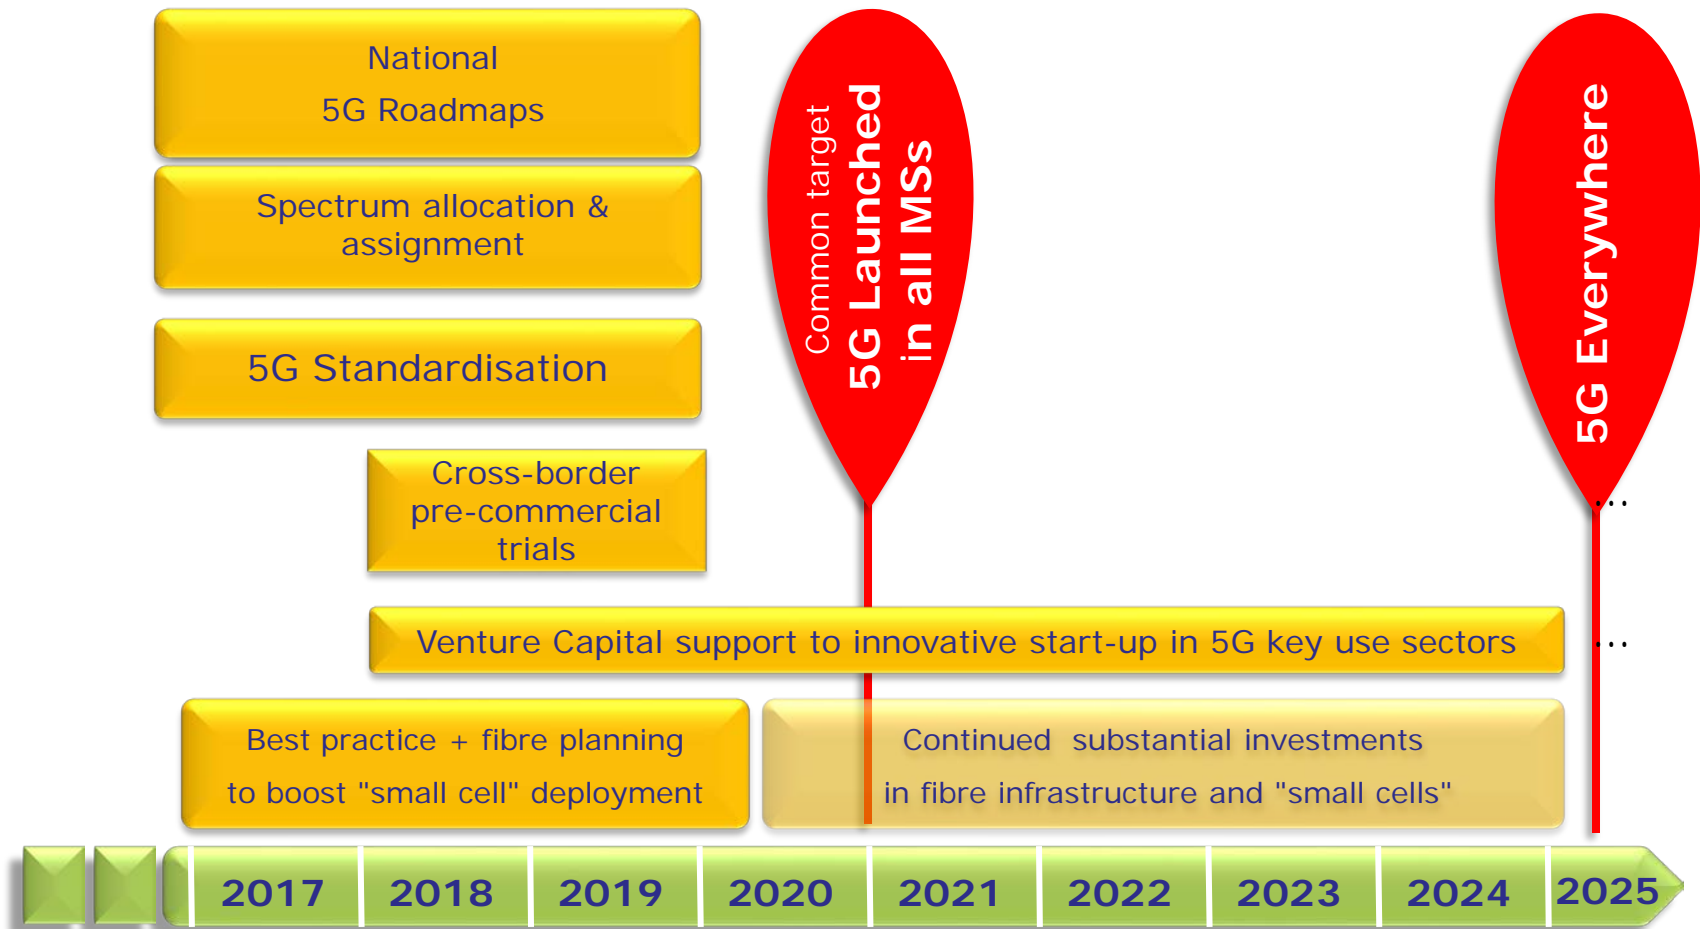 National
5G Roadmaps
Spectrum allocation &
assignment
5G Standardisation
Cross-border
pre-commercial
trials
Common target
5G Launched
in all MSs
5G Everywhere
...
Venture Capital support to innovative start-up in 5G key use sectors
...
Best practice + fibre planning
to boost "small cell" deployment
Continued substantial investments
in fibre infrastructure and "small cells"
2017
2018
2019
2020
2021
2022
2023
2024
2025